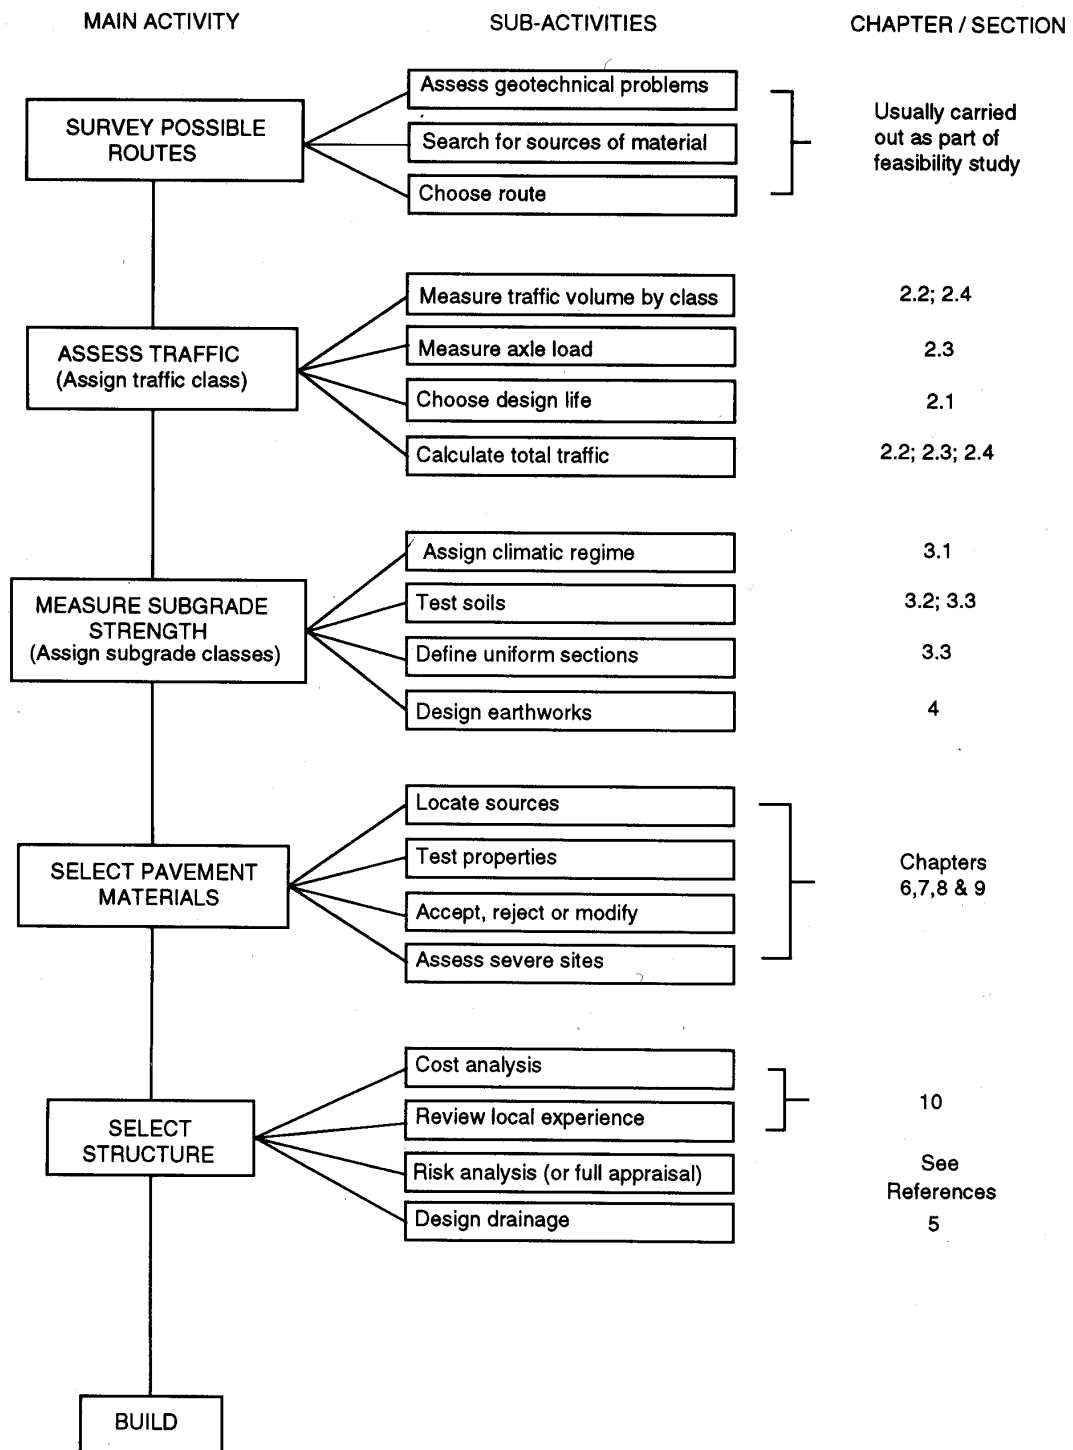 MAIN ACTIVITY
SUB-ACTIVITIES
CHAPTER / SECTION
SURVEY POSSIBLE
ROUTES
Assess geotechnical problems
Search for sources of material
Choose route
Usually carried
out as part of
feasibility study
ASSESS TRAFFIC
(Assign traffic class)
Measure traffic volume by class
2.2; 2.4
Measure axle load
2.3
Choose design life
2.1
Calculate total traffic
2.2; 2.3; 2.4
MEASURE SUBGRADE
STRENGTH
(Assign subgrade classes)
Assign climatic regime
3.1
Test soils
3.2; 3.3
Define uniform sections
3.3
Design earthworks
4
SELECT PAVEMENT
MATERIALS
Locate sources
Test properties
Accept, reject or modify
Assess severe sites
Chapters
6,7,8 & 9
SELECT
STRUCTURE
Cost analysis
Review local experience
10
Risk analysis (or full appraisal)
See
References
Design drainage
5
BUILD